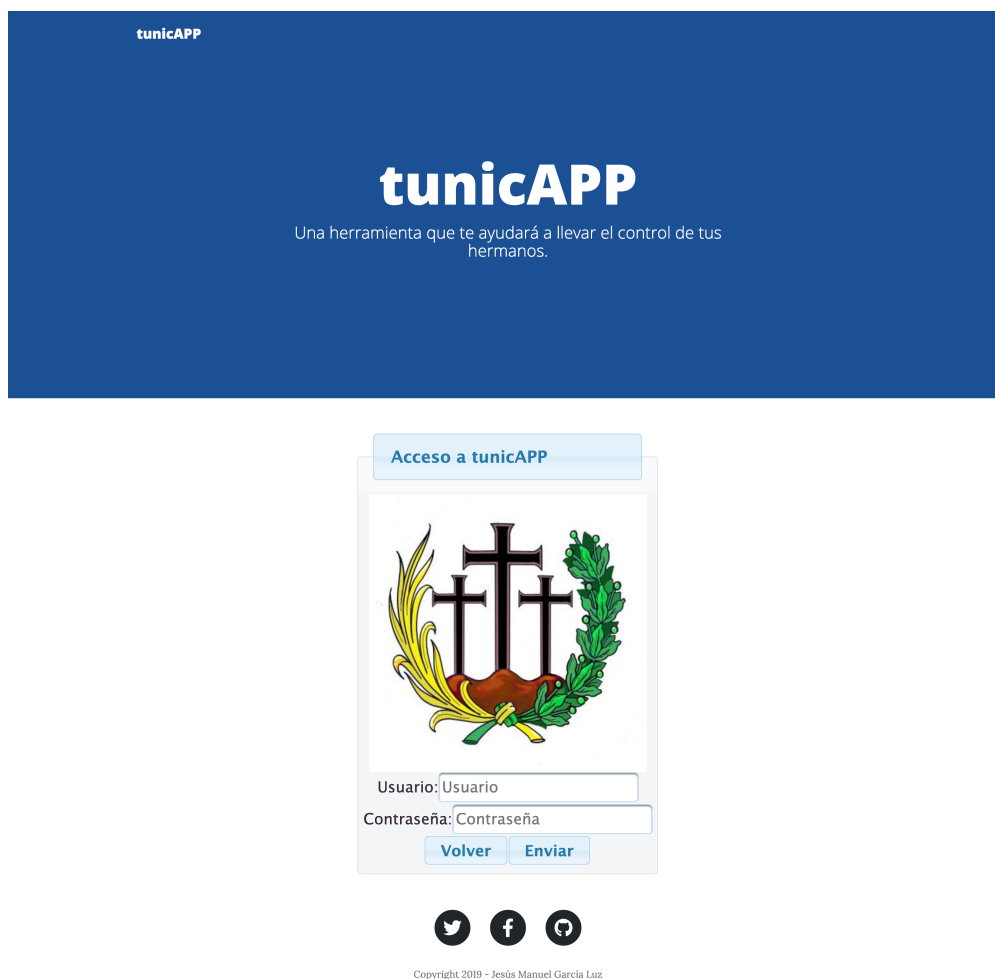 tunicAPP
tunicAPP
Una herramienta que te ayudará a llevar el control de tus
hermanos.
Acceso a tunicAPP
Usuario: Usuario
Contraseña: Contraseña
Volver Enviar
Copyright 2019 - Jesús Manuel García Luz